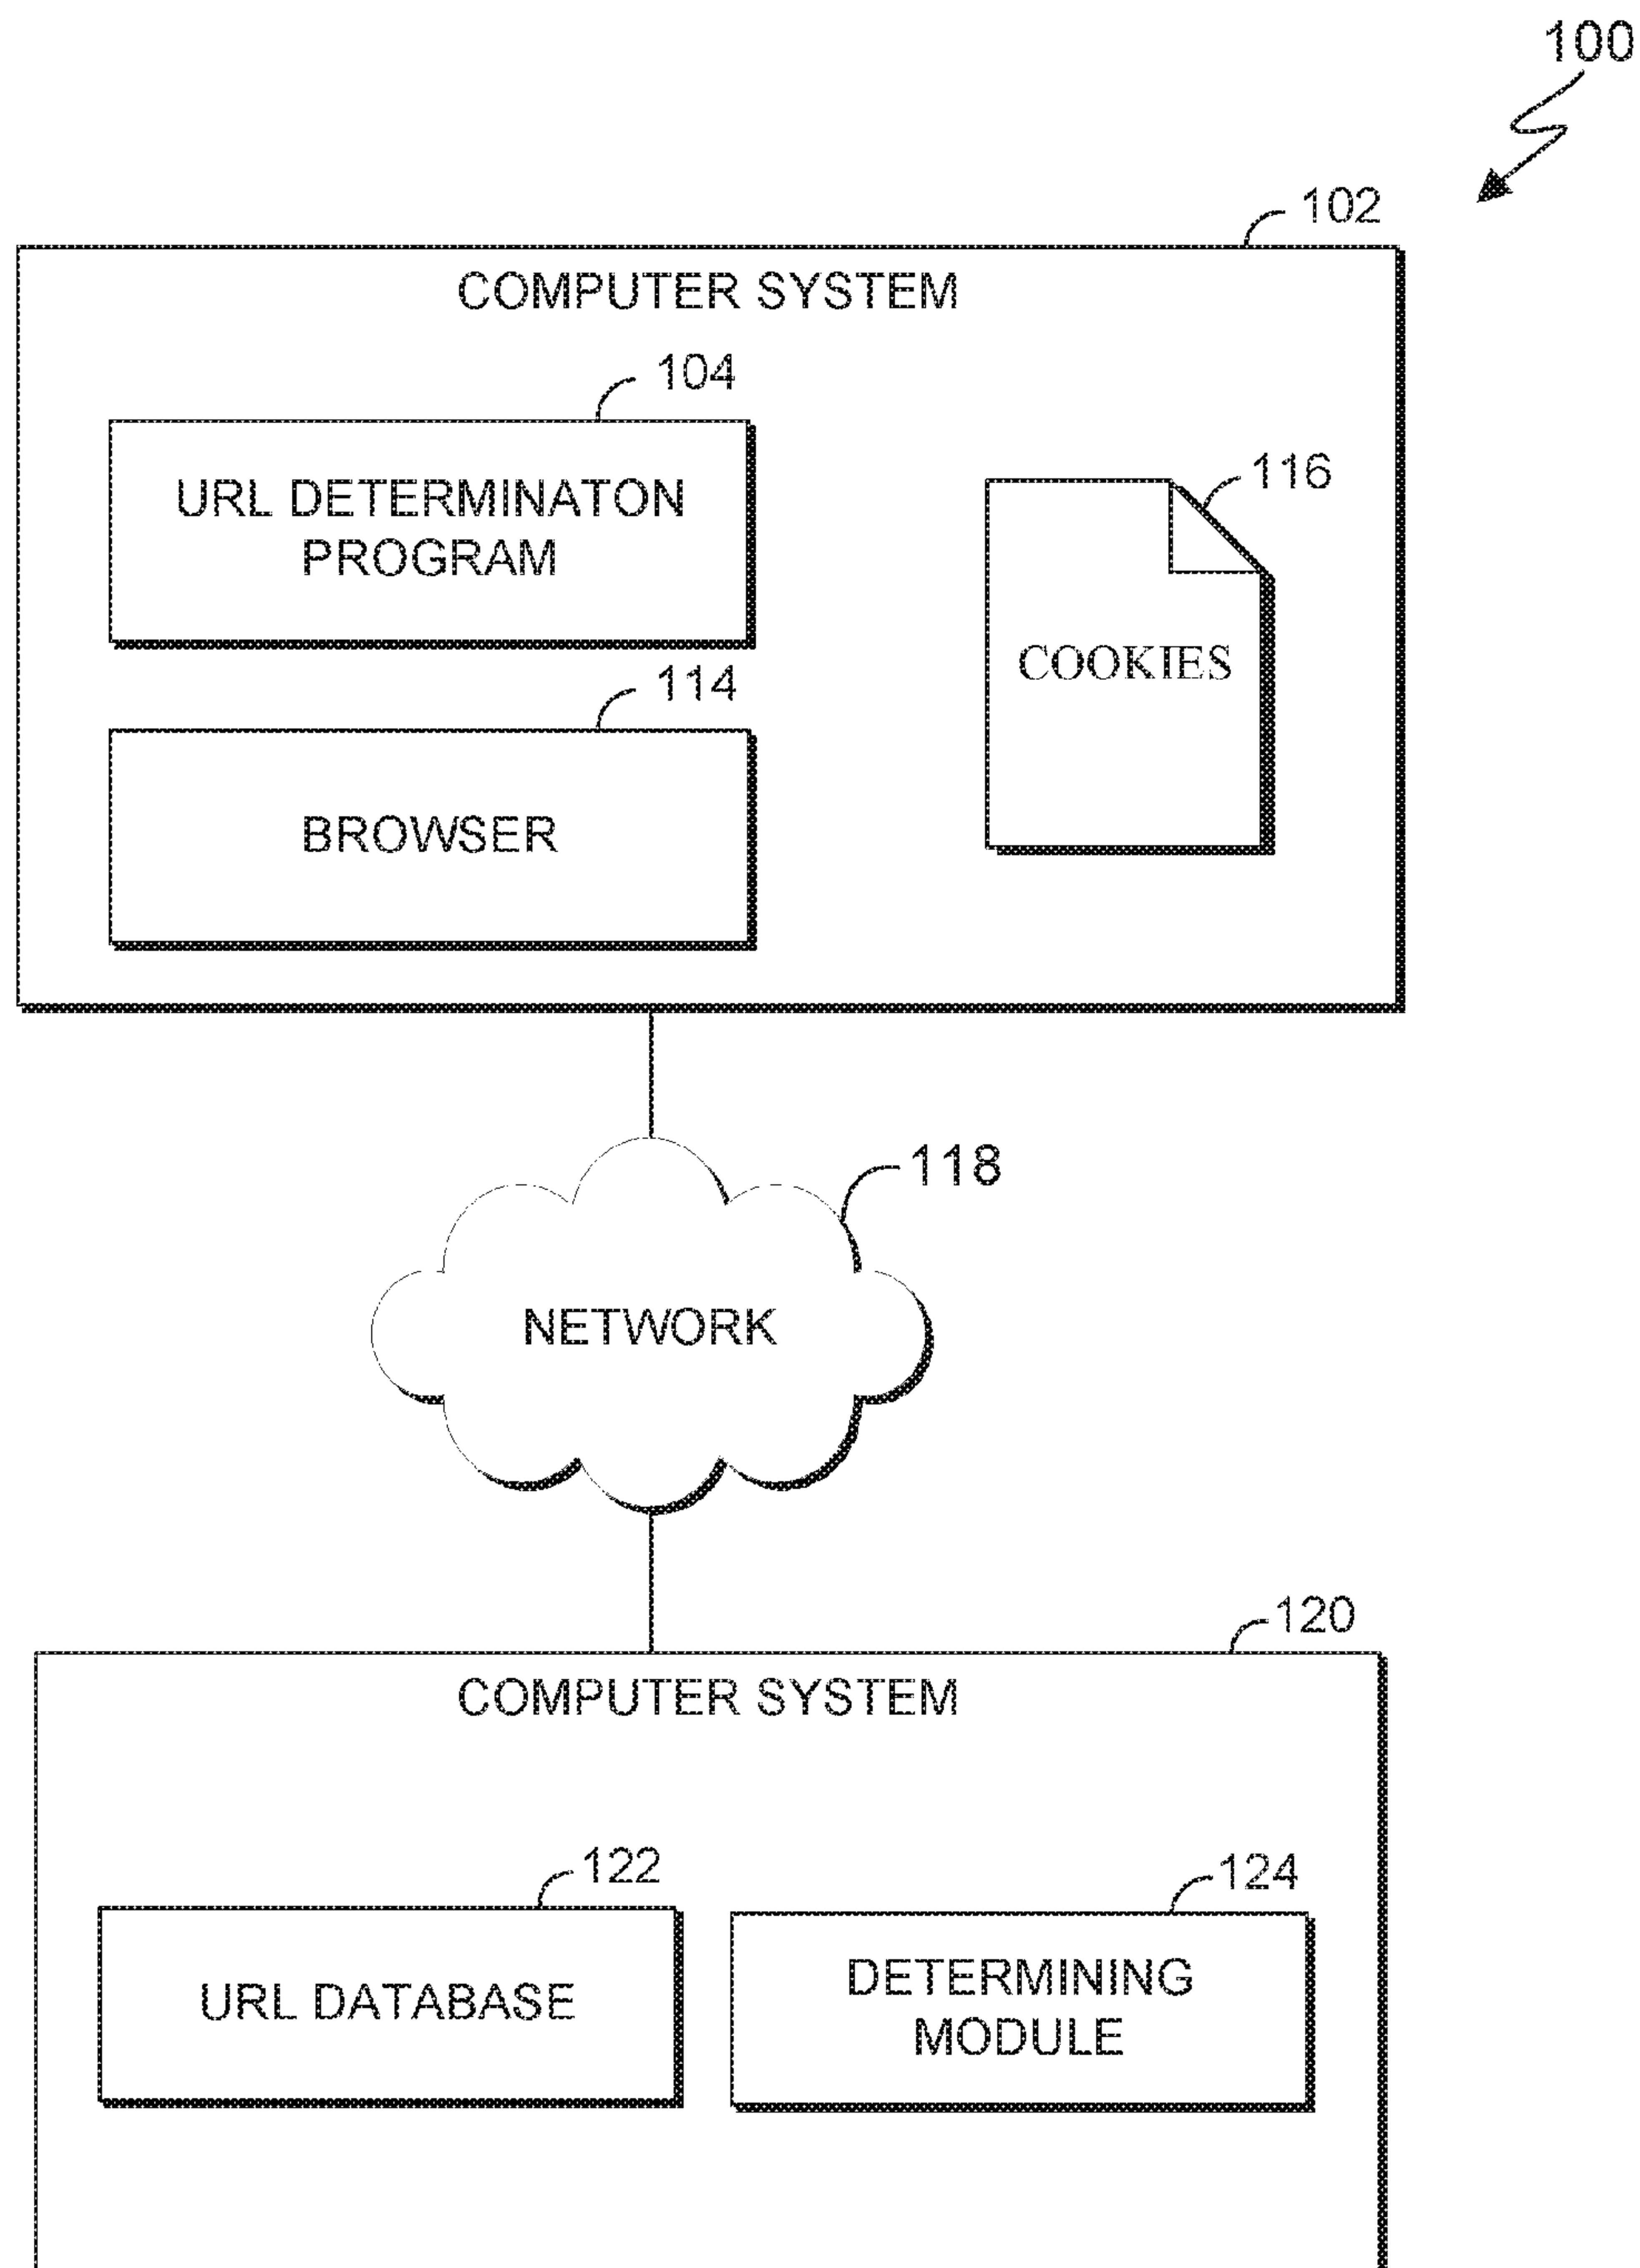 100
102
COMPUTER SYSTEM
104
URL DETERMINATON
PROGRAM
116
COOKIES
114
BROWSER
118
NETWORK
120
COMPUTER SYSTEM
122
URL DATABASE
124
DETERMINING
MODULE